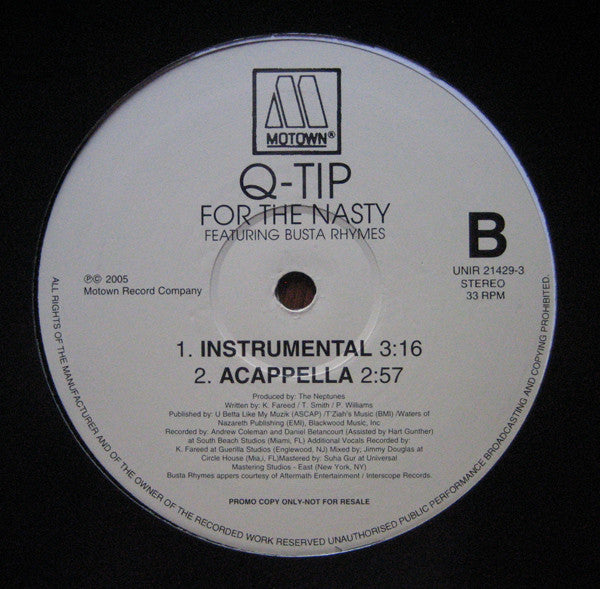 MOTOWN®
Q-TIP
FOR THE NASTY
FEATURING BUSTA RHYMES
B
UNIR 21429-3
STEREO
33 RPM
℗© 2005
Motown Record Company
1. INSTRUMENTAL 3:16
2. ACAPPELLA 2:57
Produced by: The Neptunes
Written by: K. Fareed / T. Smith / P. Williams
Published by: U Betta Like My Muzik (ASCAP) /T'Ziah's Music (BMI) /Waters of
Nazareth Publishing (EMI), Blackwood Music, Inc
Recorded by: Andrew Coleman and Daniel Betancourt (Assisted by Hart Gunther)
at South Beach Studios (Miami, FL) Additional Vocals Recorded by:
K. Fareed at Guerilla Studios (Englewood, NJ) Mixed by; Jimmy Douglas at
Circle House (Mia,i, FL)Mastered by: Suha Gur at Universal
Mastering Studios - East (New York, NY)
Busta Rhymes appers courtesy of Aftermath Entertainment / Interscope Records.
PROMO COPY ONLY-NOT FOR RESALE
ALL RIGHTS OF THE MANUFACTURER AND OF THE OWNER OF THE RECORDED WORK RESERVED UNAUTHORISED PUBLIC PERFORMANCE BROADCASTING AND COPYING PROHIBITED.